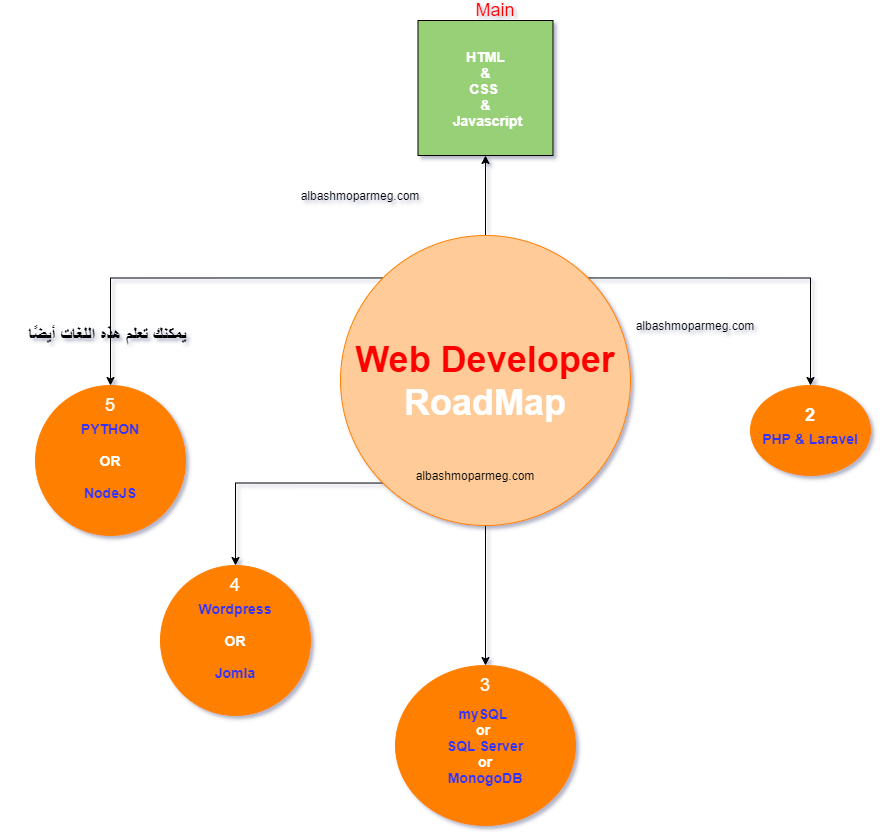 Main
HTML
&
CSS
&
Javascript
albashmoparmeg.com
يمكنك تعلم هذه اللغات أيضًا
albashmoparmeg.com
Web Developer
RoadMap
albashmoparmeg.com
2
PHP & Laravel
3
mySQL
or
SQL Server
or
MonogoDB
4
Wordpress
OR
Jomla
5
PYTHON
OR
NodeJS